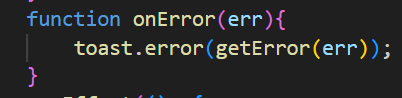 function onError(err){
    toast.error(getError(err));
}